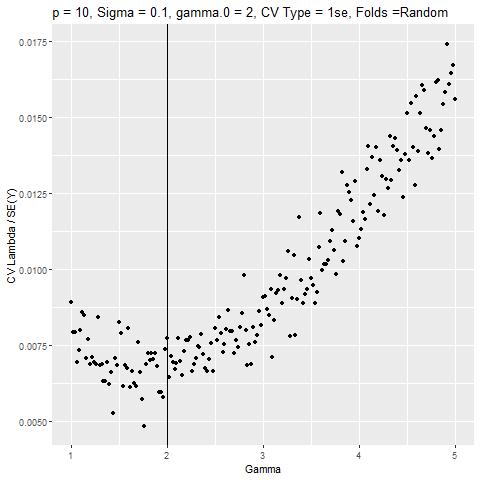 p = 10, Sigma = 0.1, gamma.0 = 2, CV Type = 1se, Folds =Random
0.0175
0.0150
0.0125
0.0100
0.0075
0.0050
CV Lambda / SE(Y)
1 2 3 4 5
Gamma